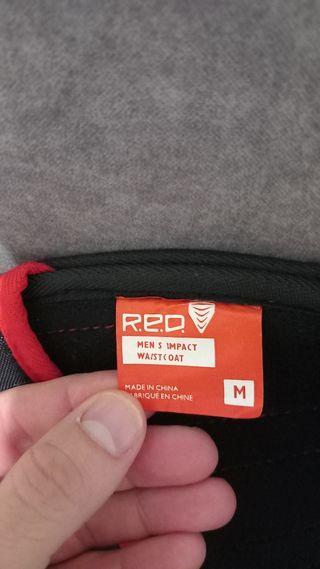 R.E.D.
MEN'S IMPACT
WAISTCOAT
MADE IN CHINA
FABRIQUÉ EN CHINE
M